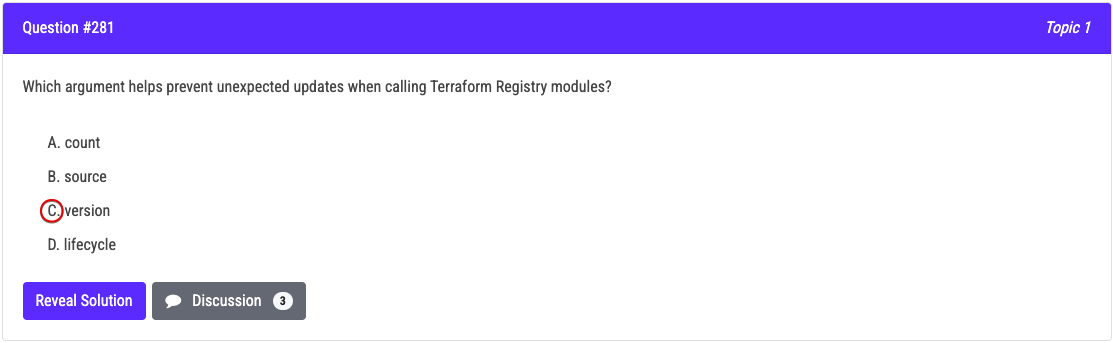 Question #281 Topic 1
Which argument helps prevent unexpected updates when calling Terraform Registry modules?
A. count
B. source
C. version
D. lifecycle
Reveal Solution Discussion 3